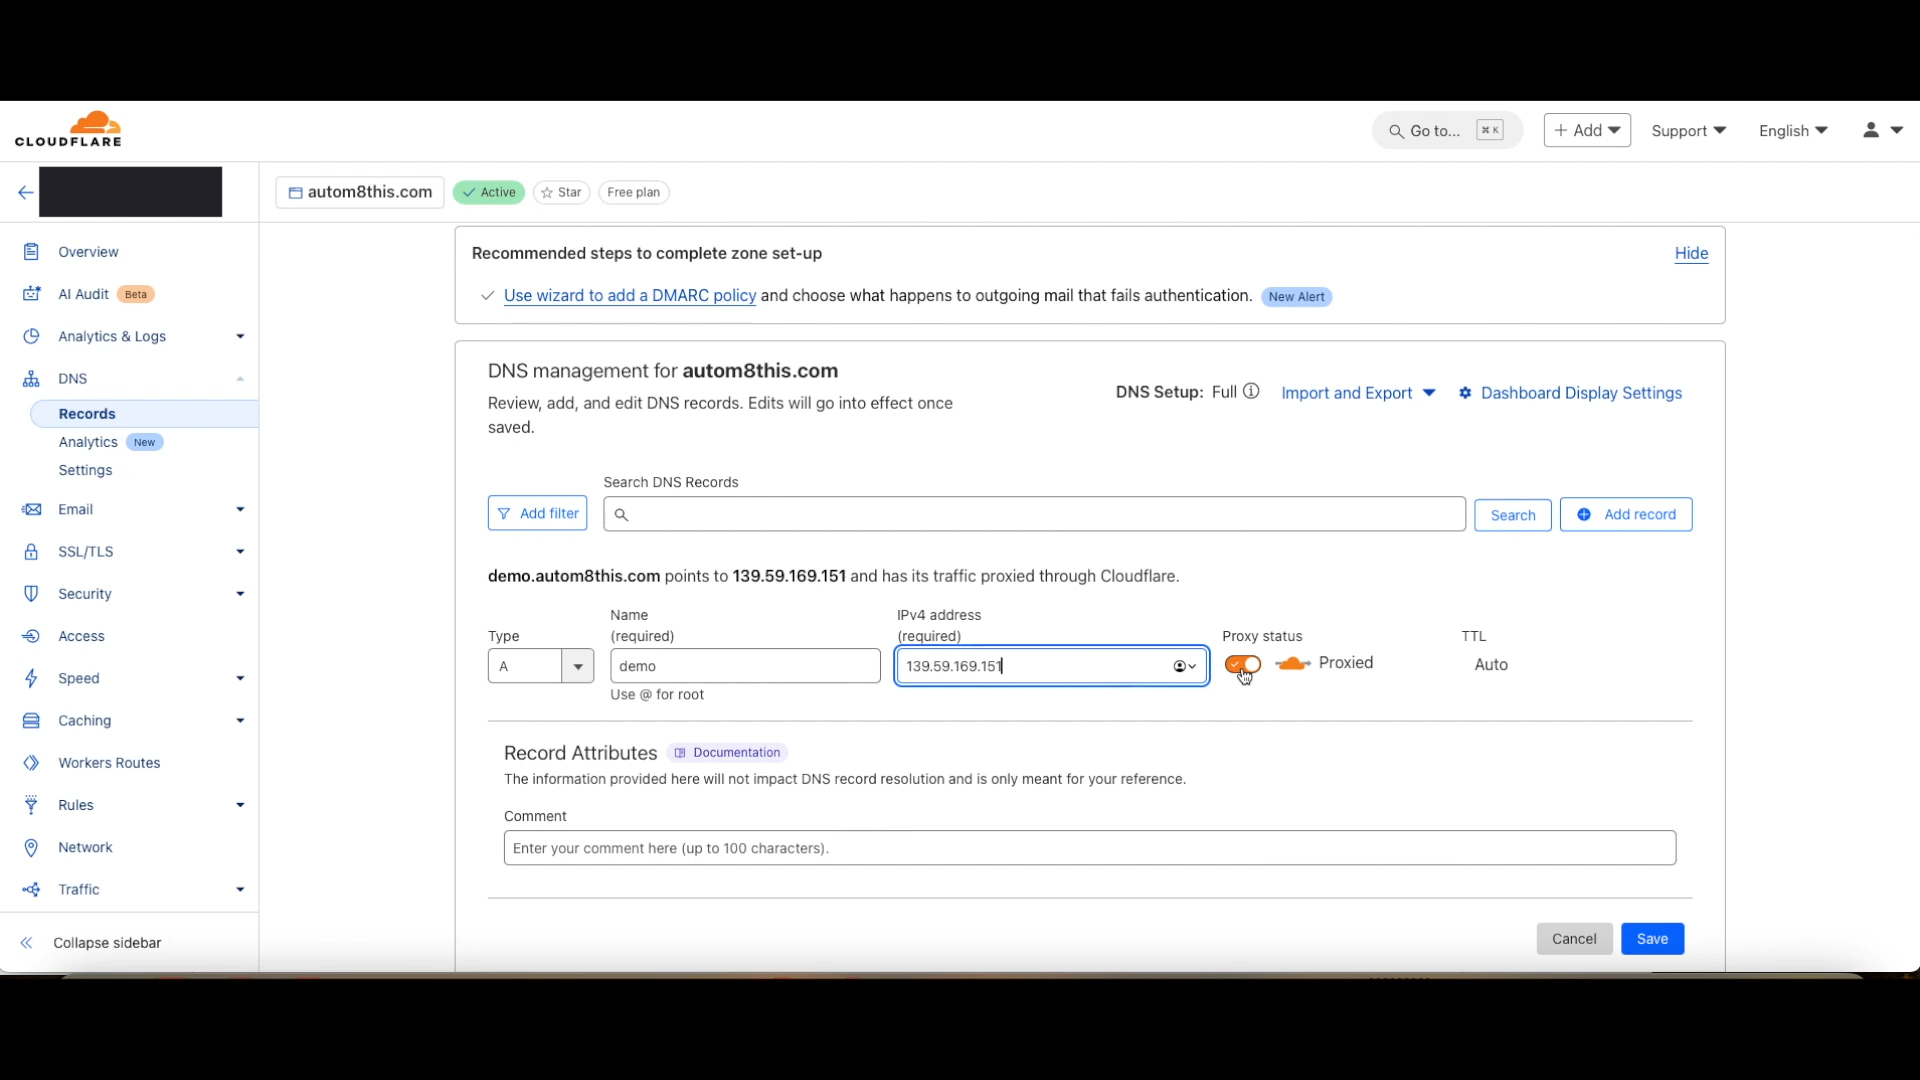 CLOUDFLARE
Go to... ⌘ K
+ Add
Support
English
autom8this.com
Active
Star
Free plan
Overview
AI Audit Beta
Analytics & Logs
DNS
Records
Analytics New
Settings
Email
SSL/TLS
Security
Access
Speed
Caching
Workers Routes
Rules
Network
Traffic
Collapse sidebar
Recommended steps to complete zone set-up
Hide
Use wizard to add a DMARC policy and choose what happens to outgoing mail that fails authentication. New Alert
DNS management for autom8this.com
Review, add, and edit DNS records. Edits will go into effect once
saved.
DNS Setup: Full
Import and Export
Dashboard Display Settings
Search DNS Records
Add filter
Search
Add record
demo.autom8this.com points to 139.59.169.151 and has its traffic proxied through Cloudflare.
Type
Name
(required)
IPv4 address
(required)
Proxy status
TTL
A
demo
139.59.169.151
Proxied
Auto
Use @ for root
Record Attributes Documentation
The information provided here will not impact DNS record resolution and is only meant for your reference.
Comment
Enter your comment here (up to 100 characters).
Cancel
Save